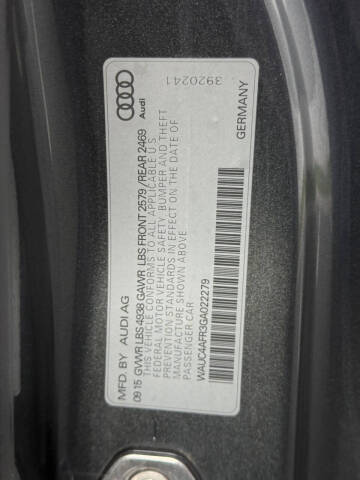 MFD. BY AUDI AG
09 15 GVWR LBS 4938 GAWR LBS FRONT 2579 / REAR 2469
THIS VEHICLE CONFORMS TO ALL APPLICABLE U.S.
FEDERAL MOTOR VEHICLE SAFETY, BUMPER AND THEFT
PREVENTION STANDARDS IN EFFECT ON THE DATE OF
MANUFACTURE SHOWN ABOVE.
PASSENGER CAR
WAUC4AFR3GA022279
GERMANY
Audi
3920241